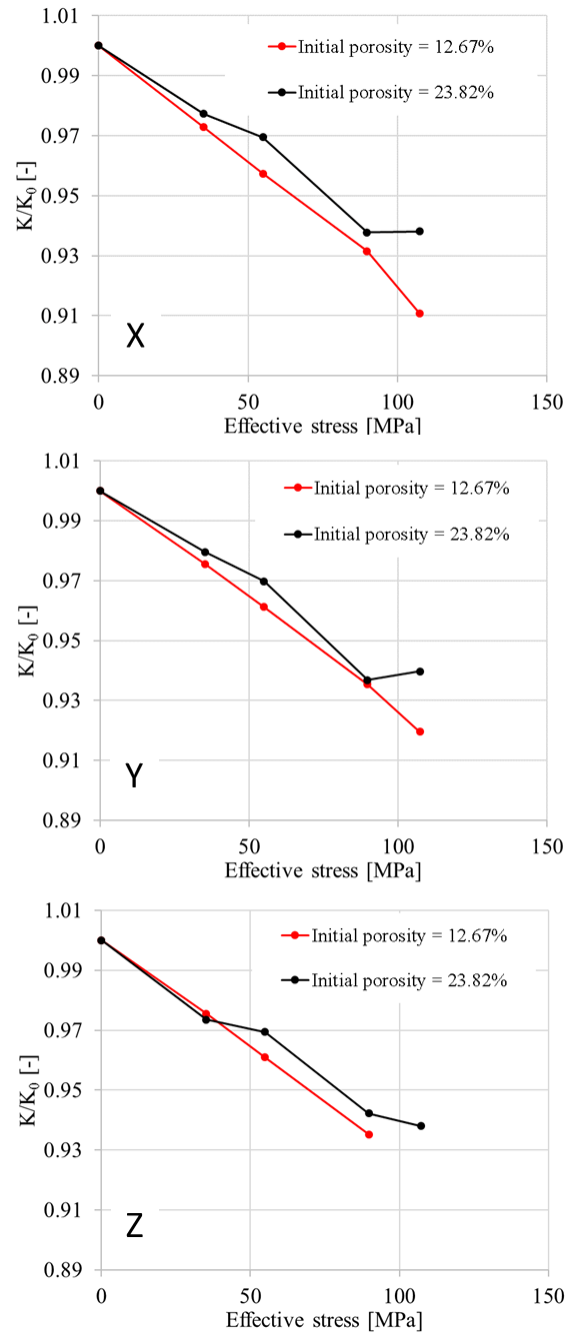 1.01
0.99
0.97
0.95
0.93
0.91
0.89
K/K0 [-]
Initial porosity = 12.67%
Initial porosity = 23.82%
X
0 50 100 150
Effective stress [MPa]
1.01
0.99
0.97
0.95
0.93
0.91
0.89
K/K0 [-]
Initial porosity = 12.67%
Initial porosity = 23.82%
Y
0 50 100 150
Effective stress [MPa]
1.01
0.99
0.97
0.95
0.93
0.91
0.89
K/K0 [-]
Initial porosity = 12.67%
Initial porosity = 23.82%
Z
0 50 100 150
Effective stress [MPa]